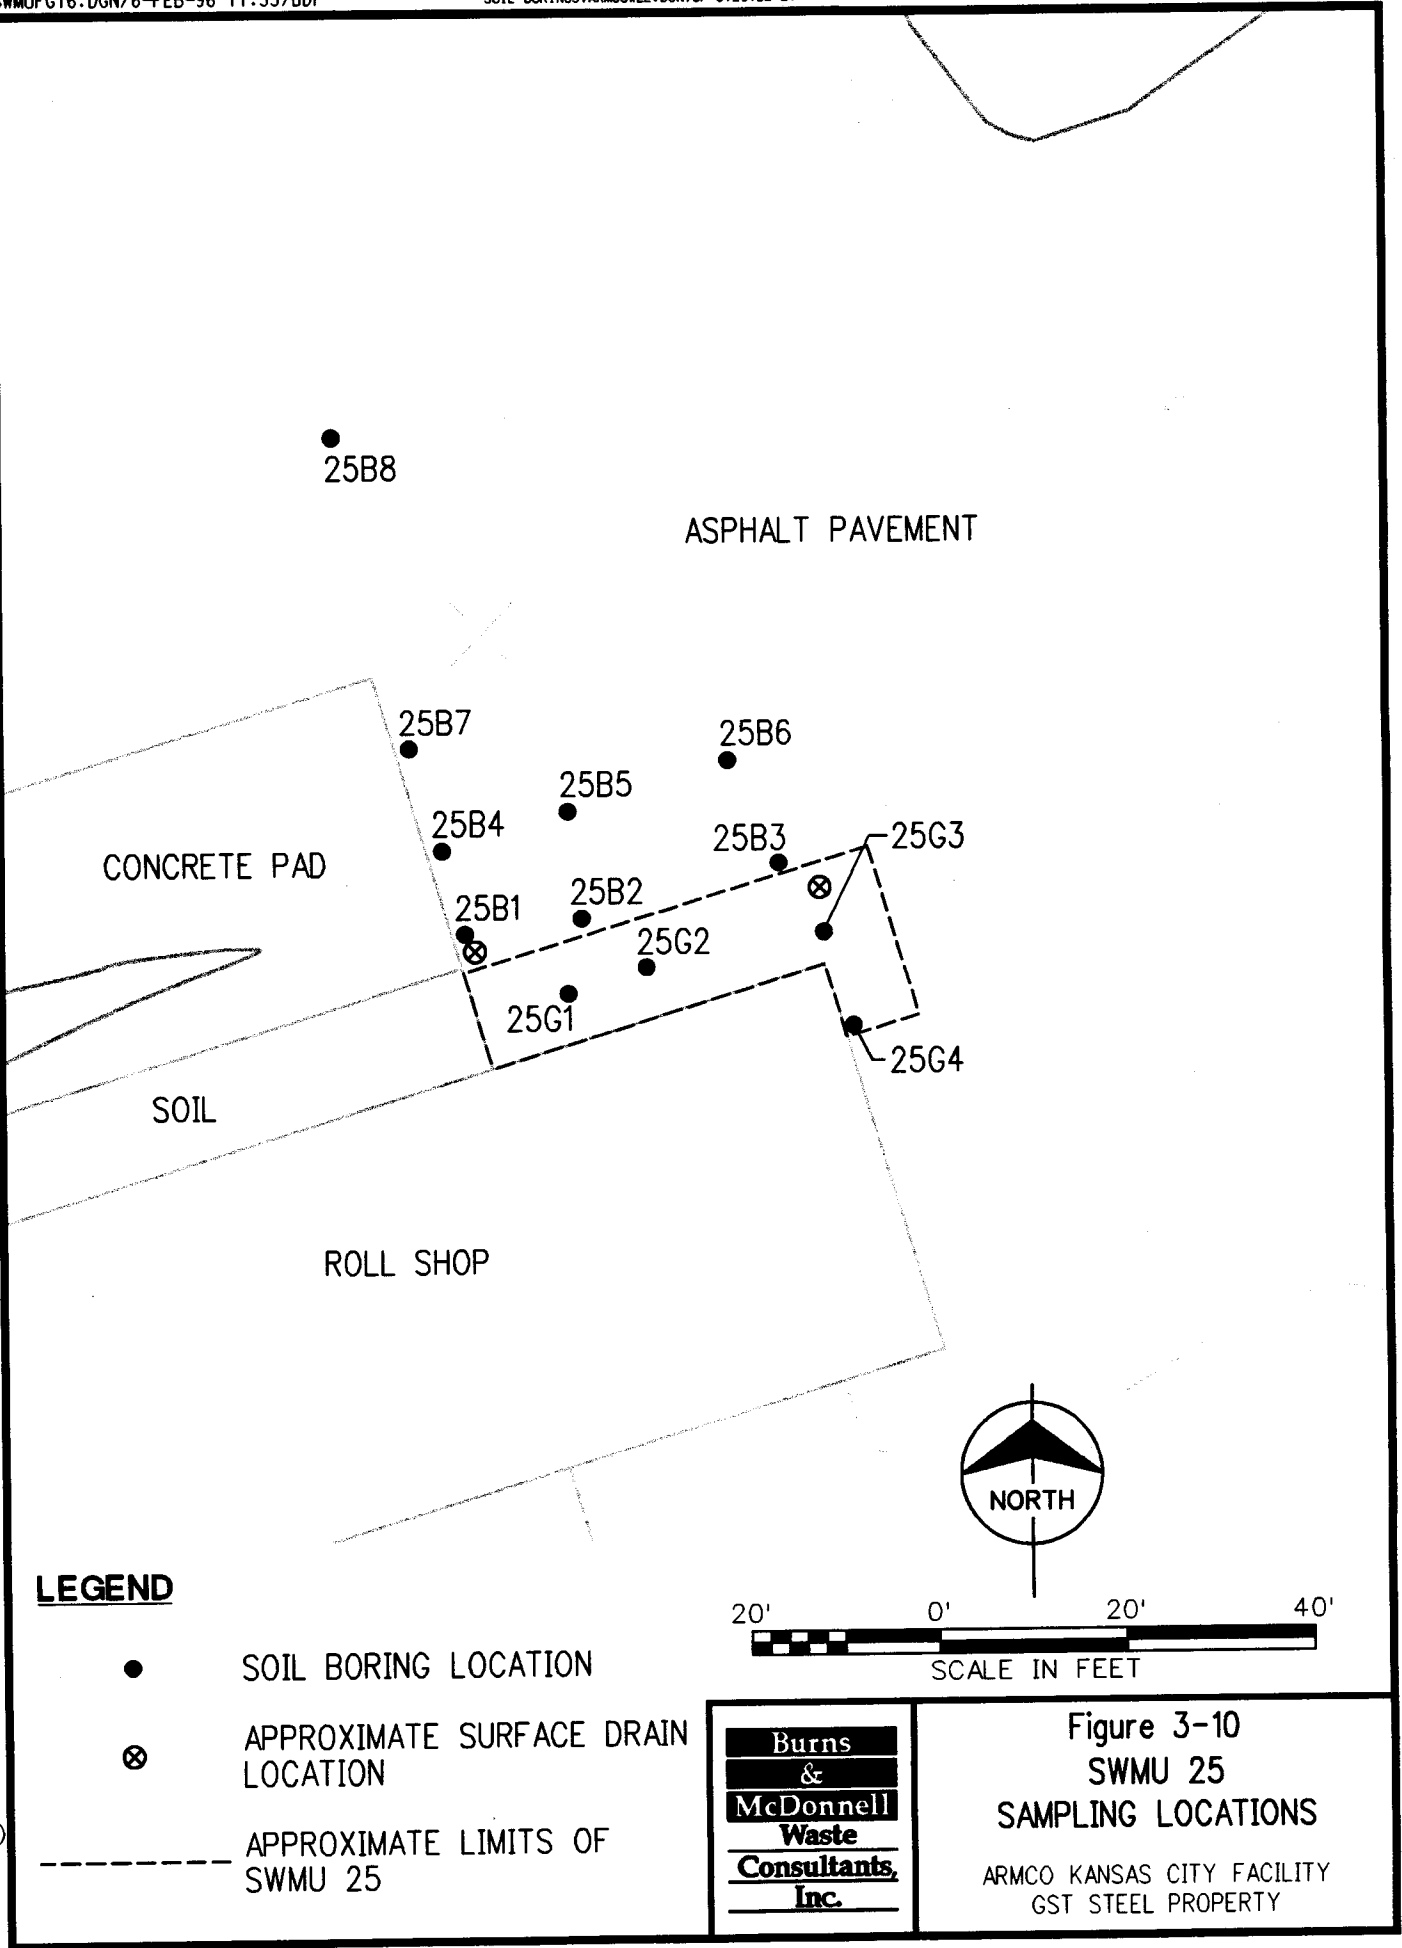 25B8
ASPHALT PAVEMENT
25B7
25B6
25B5
25B4
25B3
25G3
CONCRETE PAD
25B1
25B2
25G2
25G1
25G4
SOIL
ROLL SHOP
NORTH
LEGEND
20' 0' 20' 40'
SCALE IN FEET
SOIL BORING LOCATION
APPROXIMATE SURFACE DRAIN
LOCATION
APPROXIMATE LIMITS OF
SWMU 25
Burns
&
McDonnell
Waste
Consultants,
Inc.
Figure 3-10
SWMU 25
SAMPLING LOCATIONS
ARMCO KANSAS CITY FACILITY
GST STEEL PROPERTY